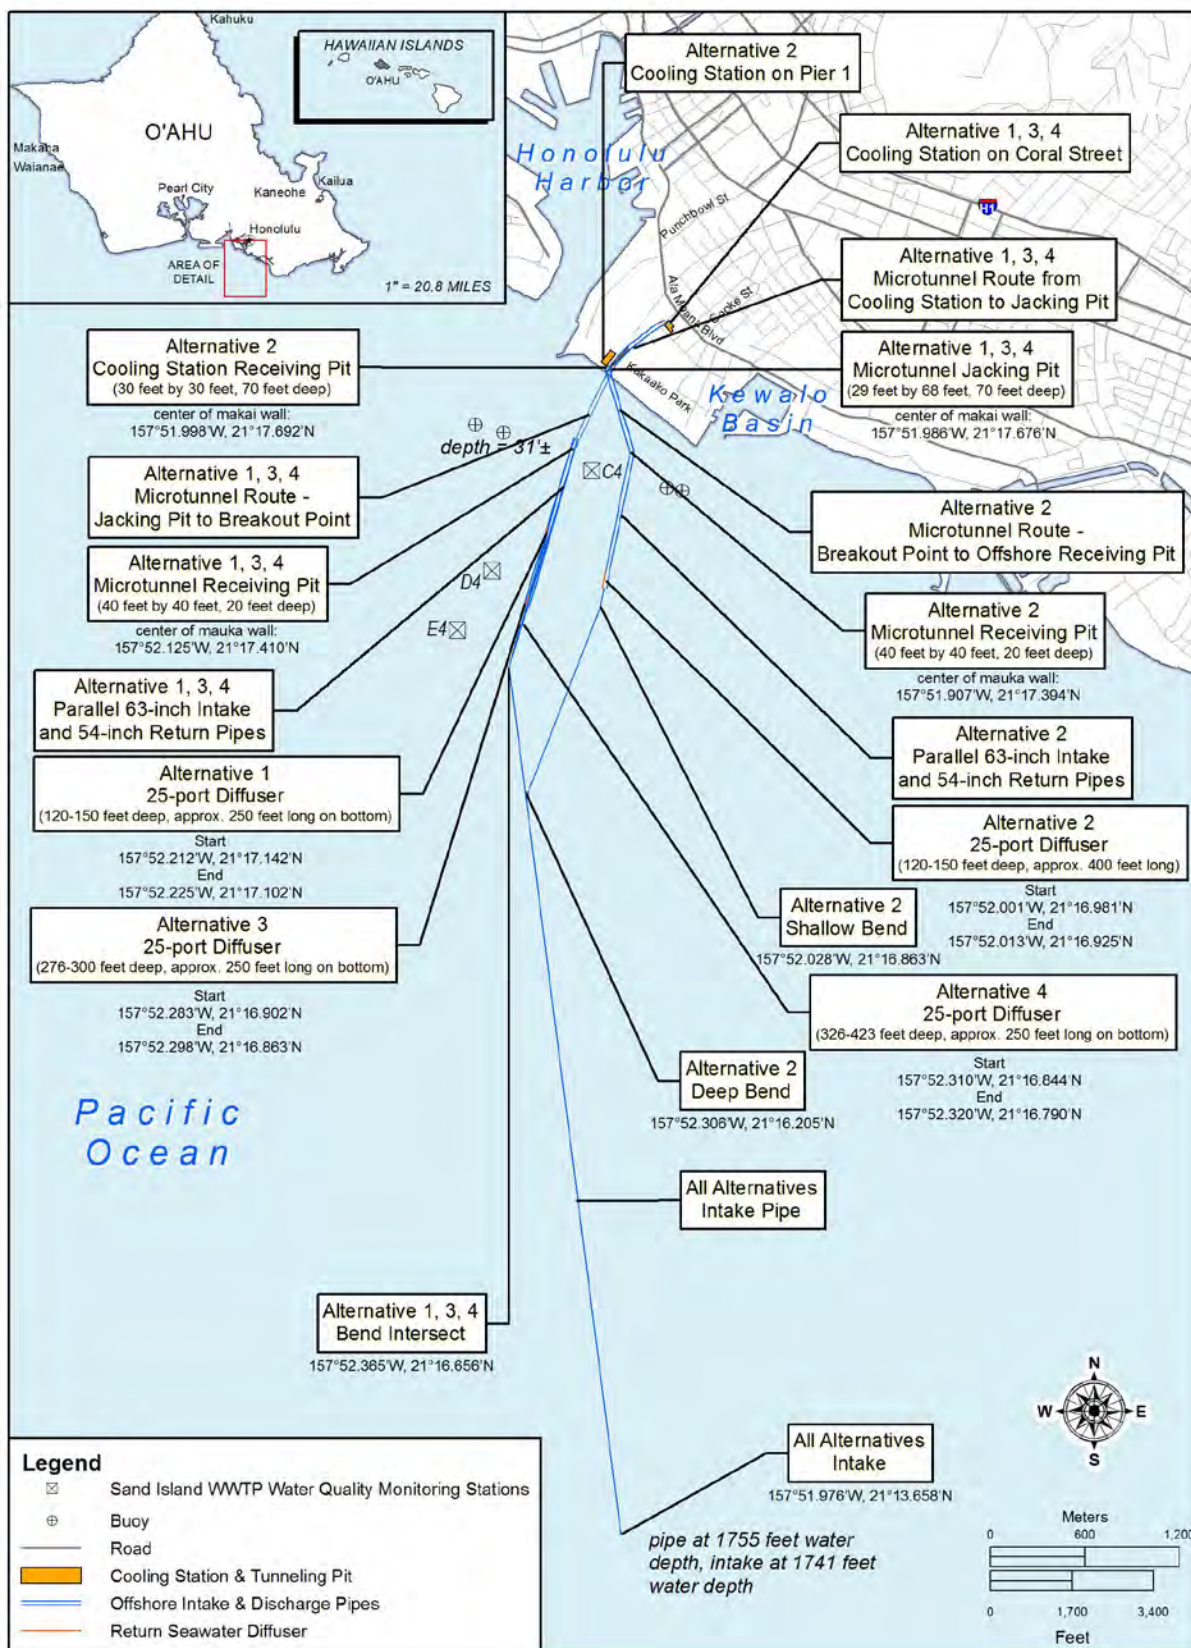 Kahuku
HAWAIIAN ISLANDS
O'AHU
O'AHU
Makaha
Waianae
Pearl City
Kaneohe
Kailua
Honolulu
AREA OF
DETAIL
1" = 20.8 MILES
Alternative 2
Cooling Station on Pier 1
Honolulu
Harbor
Alternative 1, 3, 4
Cooling Station on Coral Street
H1
Punchbowl St
Ala Moana Blvd
Cooke St
Alternative 1, 3, 4
Microtunnel Route from
Cooling Station to Jacking Pit
Alternative 2
Cooling Station Receiving Pit
(30 feet by 30 feet, 70 feet deep)
center of makai wall:
157°51.998'W, 21°17.692'N
Alternative 1, 3, 4
Microtunnel Jacking Pit
(29 feet by 68 feet, 70 feet deep)
center of makai wall:
157°51.986'W, 21°17.676'N
Kakaako Park
Kewalo
Basin
depth = 31'±
C4
Alternative 1, 3, 4
Microtunnel Route -
Jacking Pit to Breakout Point
Alternative 2
Microtunnel Route -
Breakout Point to Offshore Receiving Pit
Alternative 1, 3, 4
Microtunnel Receiving Pit
(40 feet by 40 feet, 20 feet deep)
center of mauka wall:
157°52.125'W, 21°17.410'N
D4
E4
Alternative 2
Microtunnel Receiving Pit
(40 feet by 40 feet, 20 feet deep)
center of mauka wall:
157°51.907'W, 21°17.394'N
Alternative 1, 3, 4
Parallel 63-inch Intake
and 54-inch Return Pipes
Alternative 2
Parallel 63-inch Intake
and 54-inch Return Pipes
Alternative 1
25-port Diffuser
(120-150 feet deep, approx. 250 feet long on bottom)
Start
157°52.212'W, 21°17.142'N
End
157°52.225'W, 21°17.102'N
Alternative 2
25-port Diffuser
(120-150 feet deep, approx. 400 feet long)
Start
157°52.001'W, 21°16.981'N
End
157°52.013'W, 21°16.925'N
Alternative 3
25-port Diffuser
(276-300 feet deep, approx. 250 feet long on bottom)
Start
157°52.283'W, 21°16.902'N
End
157°52.298'W, 21°16.863'N
Alternative 2
Shallow Bend
157°52.028'W, 21°16.863'N
Alternative 4
25-port Diffuser
(326-423 feet deep, approx. 250 feet long on bottom)
Start
157°52.310'W, 21°16.844'N
End
157°52.320'W, 21°16.790'N
Alternative 2
Deep Bend
157°52.306'W, 21°16.205'N
Pacific
Ocean
All Alternatives
Intake Pipe
Alternative 1, 3, 4
Bend Intersect
157°52.365'W, 21°16.656'N
N
W
E
S
All Alternatives
Intake
157°51.976'W, 21°13.658'N
pipe at 1755 feet water
depth, intake at 1741 feet
water depth
Meters
0 600 1,200
0 1,700 3,400
Feet
Legend
Sand Island WWTP Water Quality Monitoring Stations
Buoy
Road
Cooling Station & Tunneling Pit
Offshore Intake & Discharge Pipes
Return Seawater Diffuser